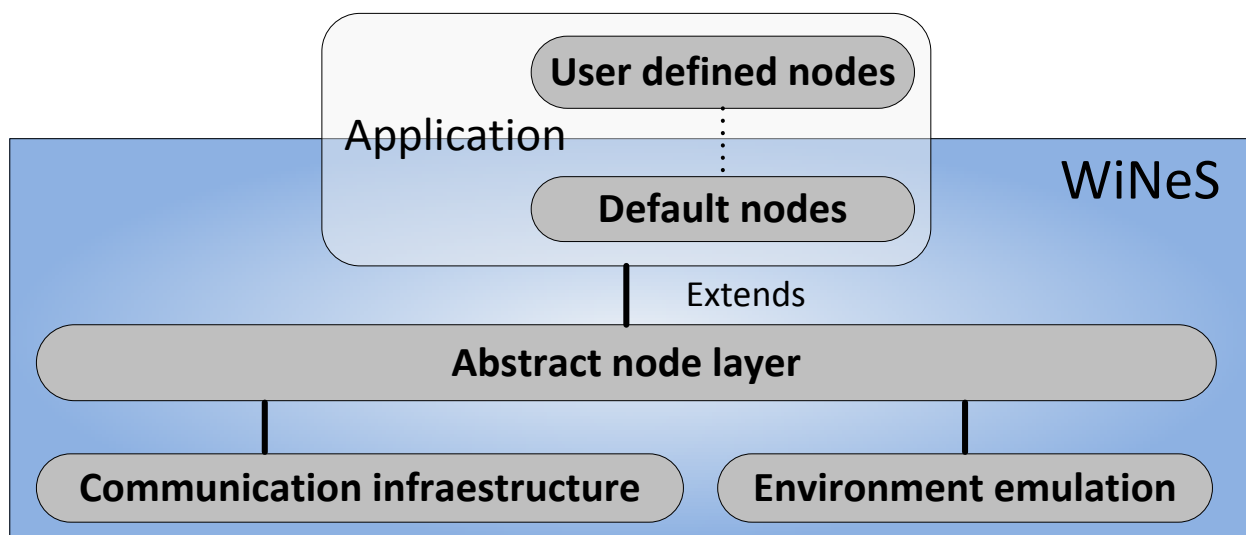 User defined nodes
Application
WiNeS
Default nodes
Extends
Abstract node layer
Communication infraestructure
Environment emulation